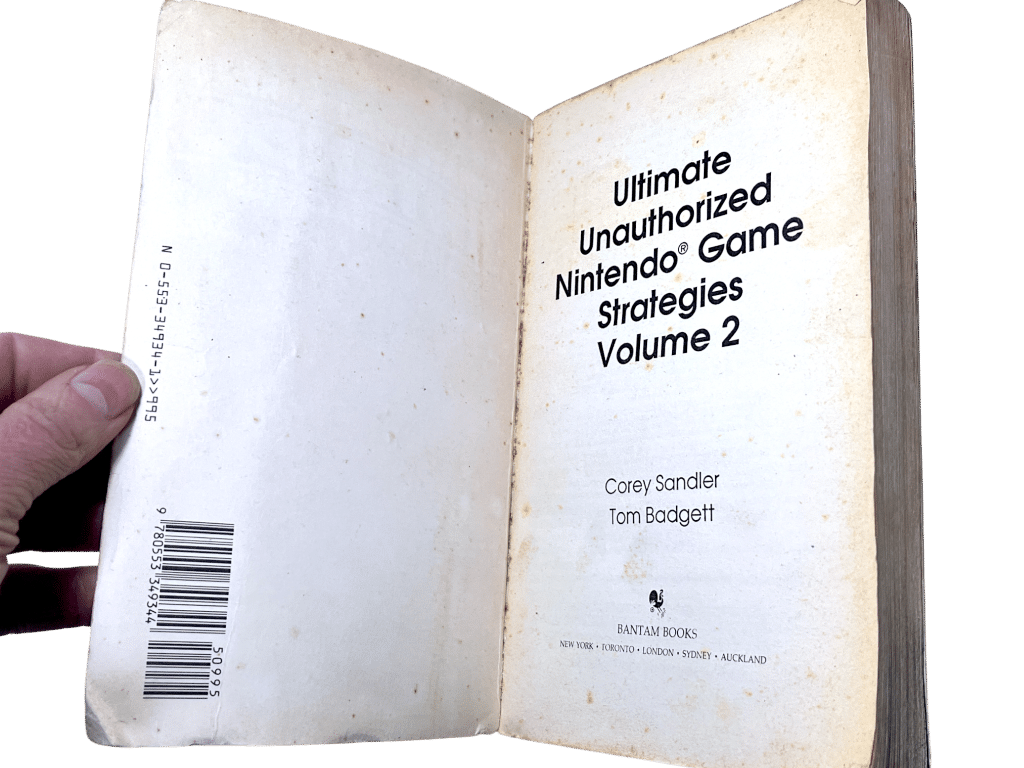 N 0-553-34934-1>>995
9 780553 349344
50995
Ultimate
Unauthorized
Nintendo® Game
Strategies
Volume 2
Corey Sandler
Tom Badgett
BANTAM BOOKS
NEW YORK • TORONTO • LONDON • SYDNEY • AUCKLAND